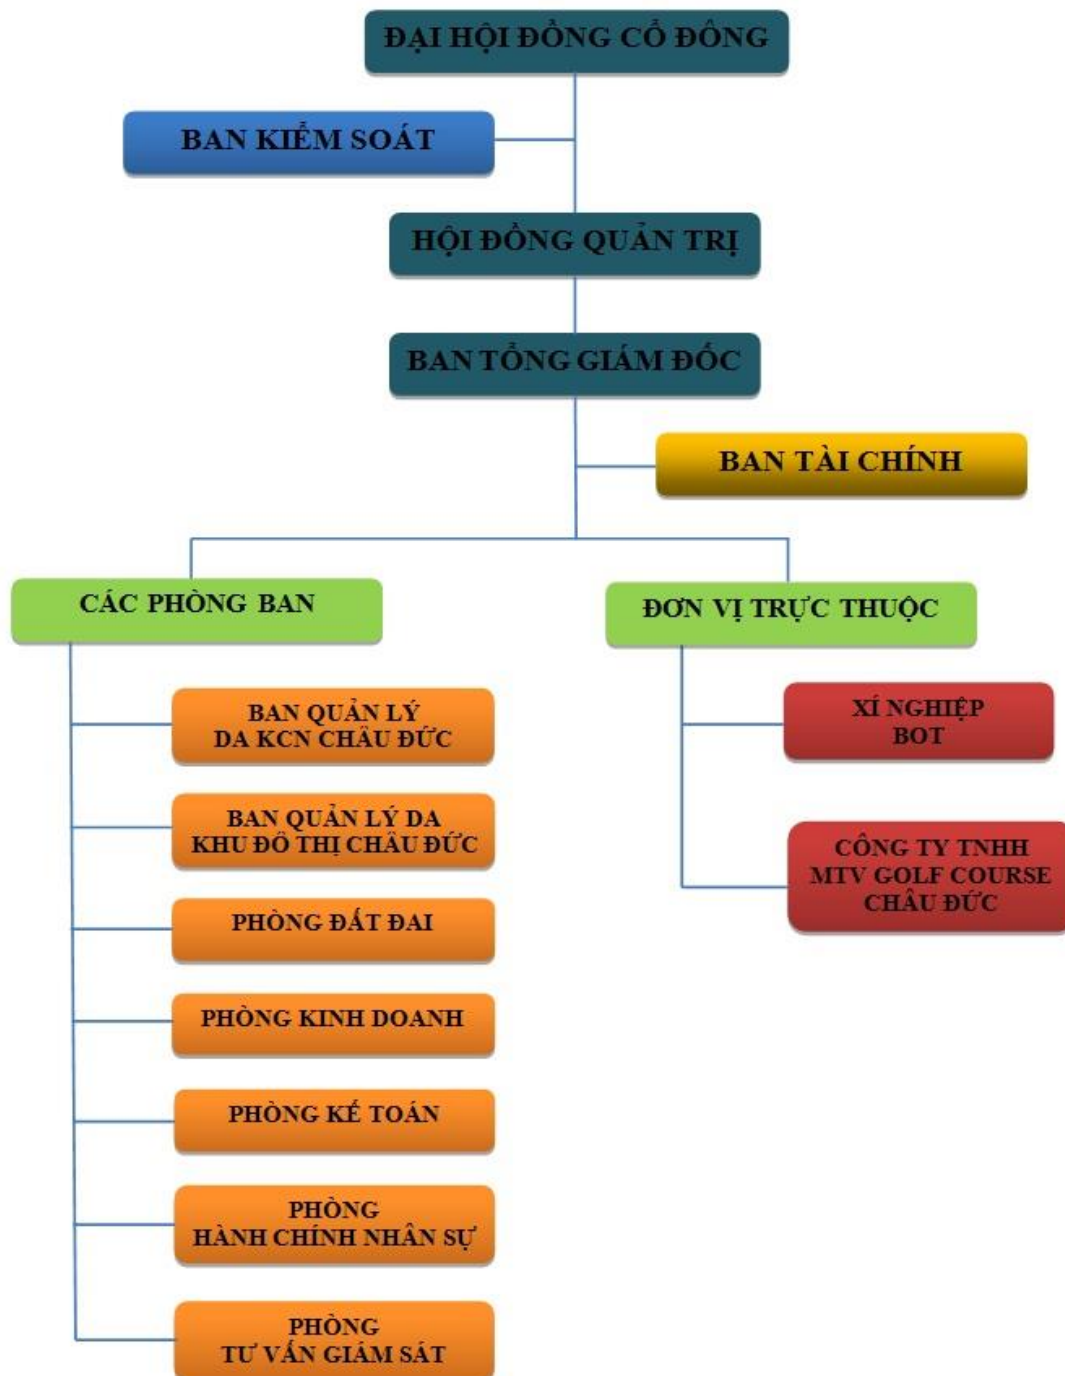 ĐẠI HỘI ĐỒNG CỔ ĐÔNG
BAN KIỂM SOÁT
HỘI ĐỒNG QUẢN TRỊ
BAN TỔNG GIÁM ĐỐC
BAN TÀI CHÍNH
CÁC PHÒNG BAN
BAN QUẢN LÝ
DA KCN CHÂU ĐỨC
BAN QUẢN LÝ DA
KHU ĐÔ THỊ CHÂU ĐỨC
PHÒNG ĐẤT ĐAI
PHÒNG KINH DOANH
PHÒNG KẾ TOÁN
PHÒNG
HÀNH CHÍNH NHÂN SỰ
PHÒNG
TƯ VẤN GIÁM SÁT
ĐƠN VỊ TRỰC THUỘC
XÍ NGHIỆP
BOT
CÔNG TY TNHH
MTV GOLF COURSE
CHÂU ĐỨC